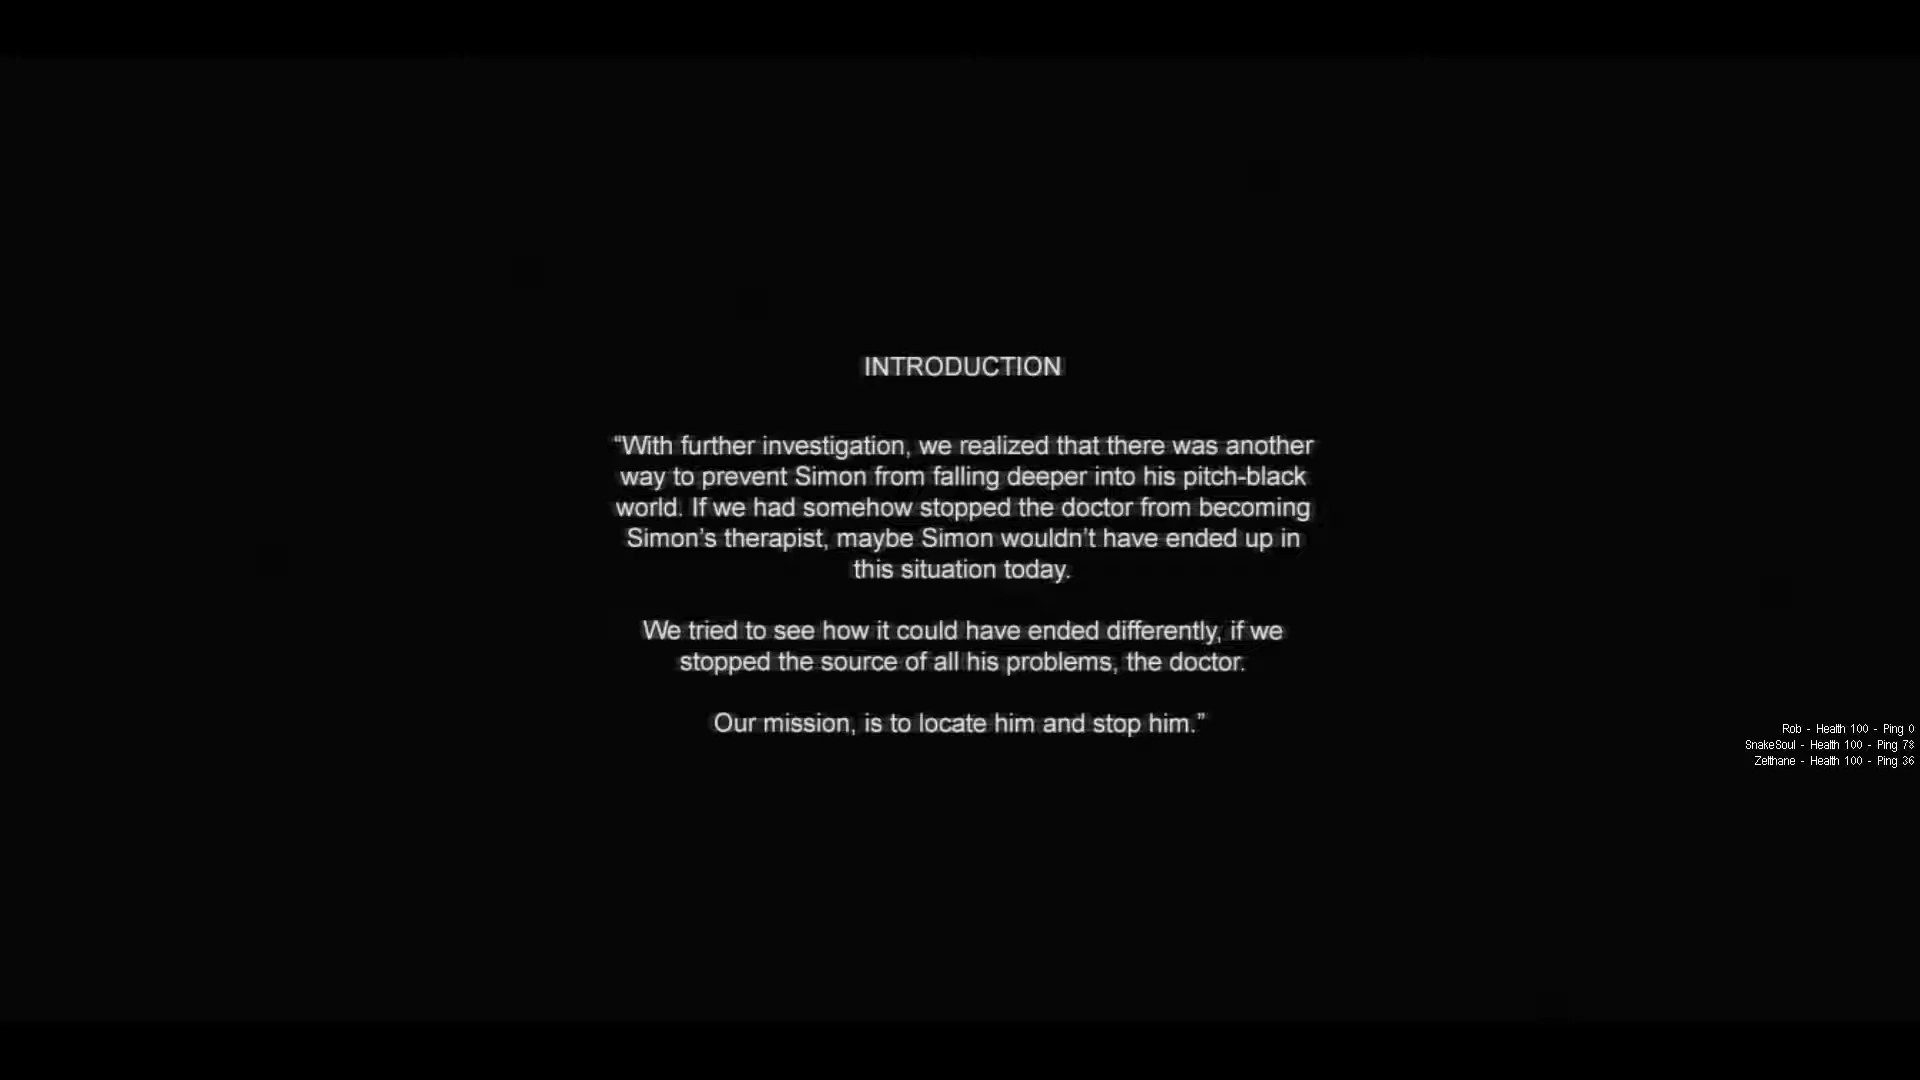 INTRODUCTION
“With further investigation, we realized that there was another
way to prevent Simon from falling deeper into his pitch-black
world. If we had somehow stopped the doctor from becoming
Simon’s therapist, maybe Simon wouldn’t have ended up in
this situation today.
We tried to see how it could have ended differently, if we
stopped the source of all his problems, the doctor.
Our mission, is to locate him and stop him.”
Rob - Health 100 - Ping 0
SnakeSoul - Health 100 - Ping 78
Zelthane - Health 100 - Ping 36